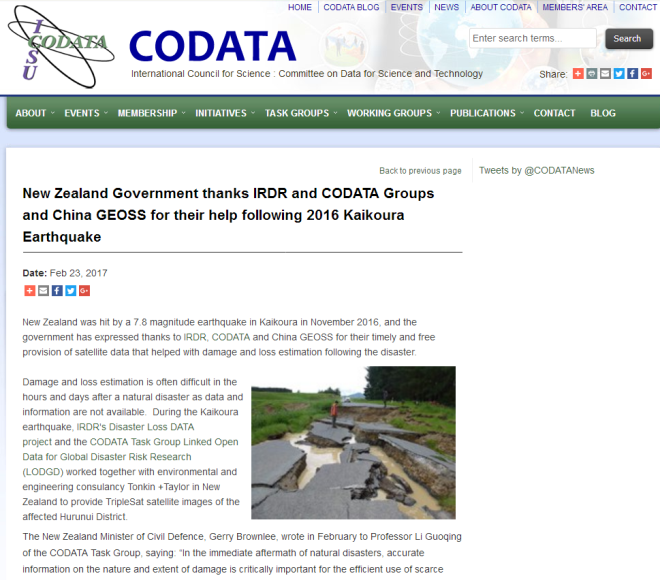 HOME CODATA BLOG EVENTS NEWS ABOUT CODATA MEMBERS' AREA CONTACT
ICSU
CODATA
CODATA
International Council for Science : Committee on Data for Science and Technology
Enter search terms... Search
Share:
ABOUT EVENTS MEMBERSHIP INITIATIVES TASK GROUPS WORKING GROUPS PUBLICATIONS CONTACT BLOG
Back to previous page
Tweets by @CODATANews
New Zealand Government thanks IRDR and CODATA Groups
and China GEOSS for their help following 2016 Kaikoura
Earthquake
Date: Feb 23, 2017
New Zealand was hit by a 7.8 magnitude earthquake in Kaikoura in November 2016, and the
government has expressed thanks to IRDR, CODATA and China GEOSS for their timely and free
provision of satellite data that helped with damage and loss estimation following the disaster.
Damage and loss estimation is often difficult in the
hours and days after a natural disaster as data and
information are not available. During the Kaikoura
earthquake, IRDR's Disaster Loss DATA
project and the CODATA Task Group Linked Open
Data for Global Disaster Risk Research
(LODGD) worked together with environmental and
engineering consulancy Tonkin +Taylor in New
Zealand to provide TripleSat satellite images of the
affected Hurunui District.
The New Zealand Minister of Civil Defence, Gerry Brownlee, wrote in February to Professor Li Guoqing
of the CODATA Task Group, saying: "In the immediate aftermath of natural disasters, accurate
information on the nature and extent of damage is critically important for the efficient use of scarce